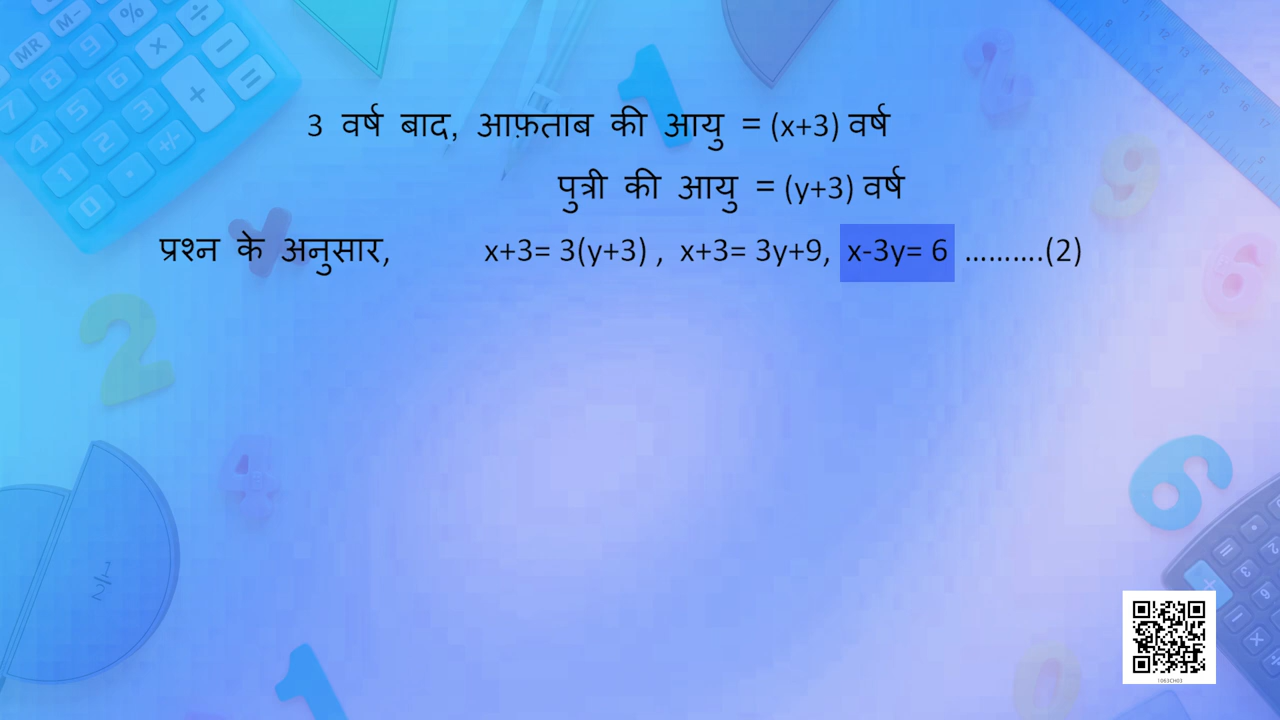 3 वर्ष बाद, आफ़ताब की आयु = (x+3) वर्ष
पुत्री की आयु = (y+3) वर्ष
प्रश्न के अनुसार, x+3= 3(y+3) , x+3= 3y+9, x-3y= 6 ..........(2)
1063CH03